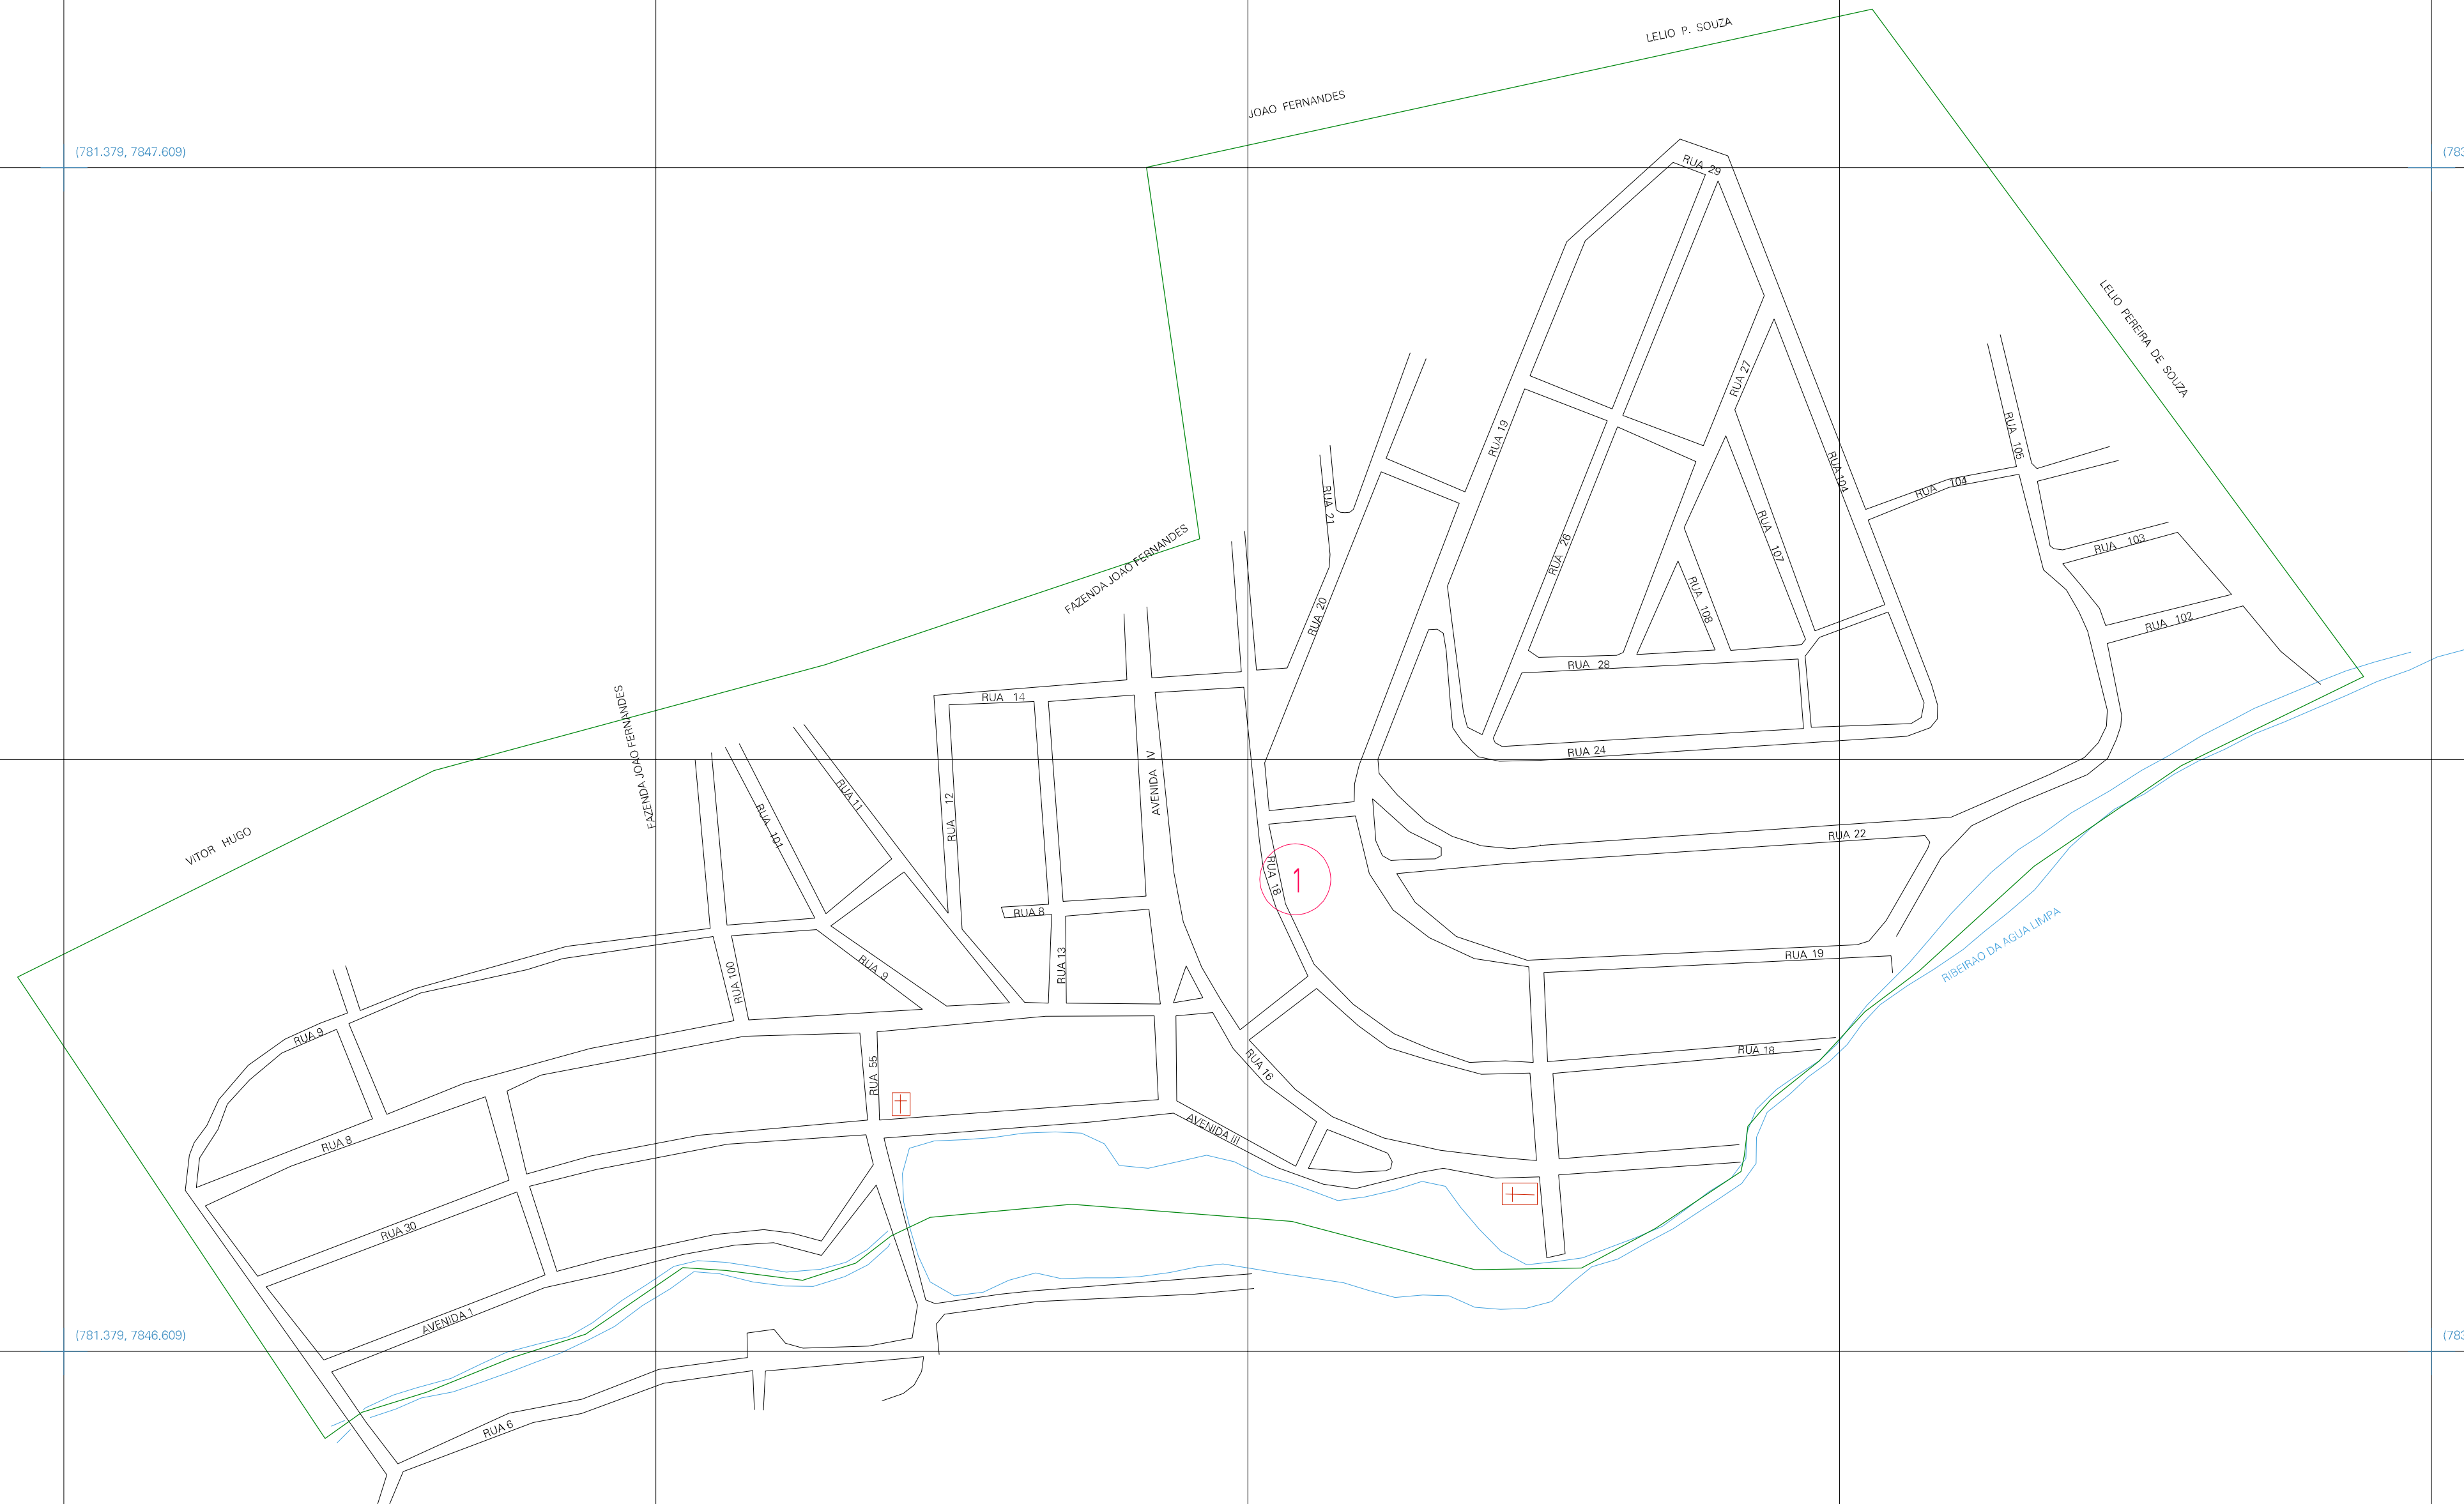 LELIO P. SOUZA
JOAO FERNANDES
(781.379, 7847.609)
(783
RUA 29
LELIO PEREIRA DE SOUZA
RUA 27
RUA 19
RUA 105
RUA 104
RUA 104
RUA 21
RUA 107
RUA 26
RUA 103
FAZENDA JOAO FERNANDES
RUA 108
RUA 20
RUA 102
RUA 28
RUA 14
FAZENDA JOAO FERNANDES
RUA 24
AVENIDA IV
RUA 11
RUA 12
RUA 101
VITOR HUGO
RUA 22
1
RUA 18
RUA 8
RIBEIRAO DA AGUA LIMPA
RUA 13
RUA 9
RUA 100
RUA 19
RUA 9
RUA 18
RUA 16
RUA 55
AVENIDA III
RUA 8
RUA 30
AVENIDA 1
(781.379, 7846.609)
(783
RUA 6